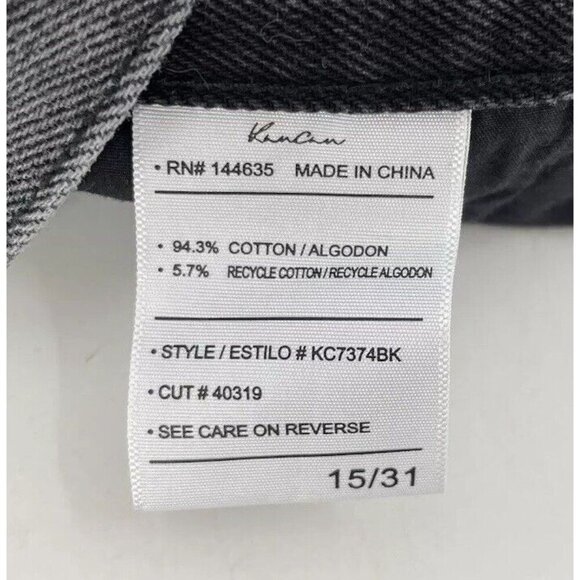 KanCan
• RN# 144635 MADE IN CHINA
• 94.3% COTTON / ALGODON
• 5.7% RECYCLE COTTON / RECYCLE ALGODON
• STYLE / ESTILO # KC7374BK
• CUT # 40319
• SEE CARE ON REVERSE
15/31